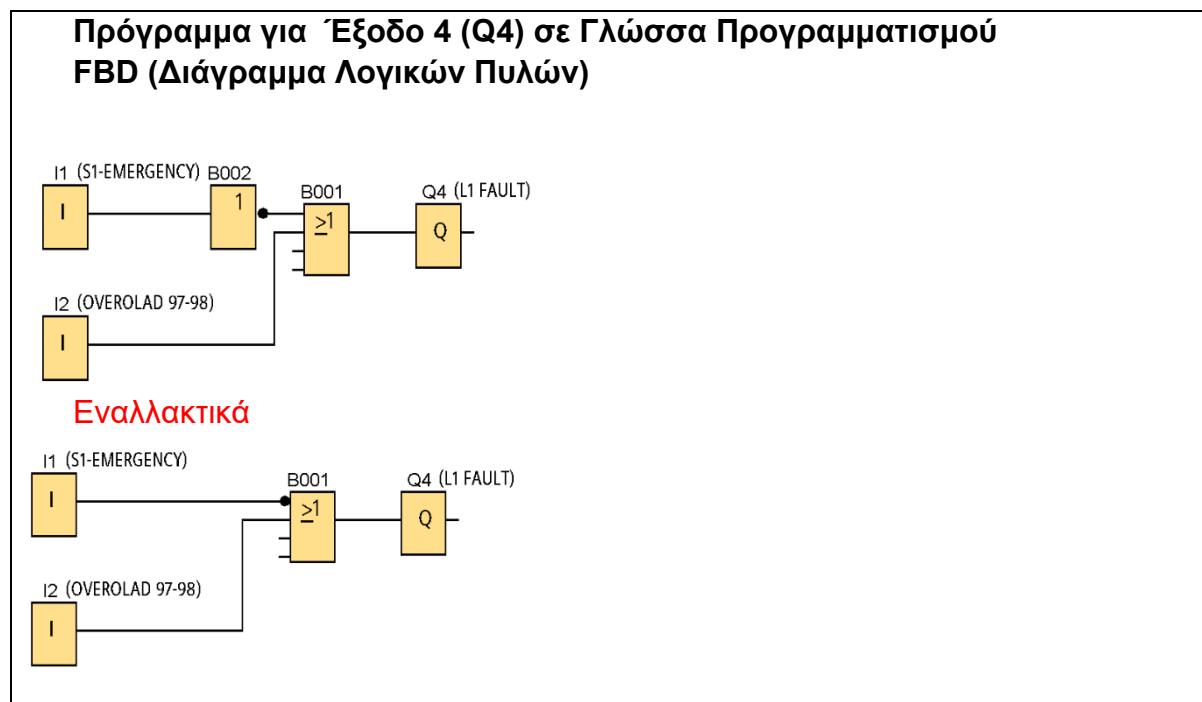 Πρόγραμμα για Έξοδο 4 (Q4) σε Γλώσσα Προγραμματισμού
FBD (Διάγραμμα Λογικών Πυλών)
I1 (S1-EMERGENCY) B002
B001
Q4 (L1 FAULT)
I
1
≥1
Q
I2 (OVEROLAD 97-98)
I
Εναλλακτικά
I1 (S1-EMERGENCY)
B001
Q4 (L1 FAULT)
I
≥1
Q
I2 (OVEROLAD 97-98)
I